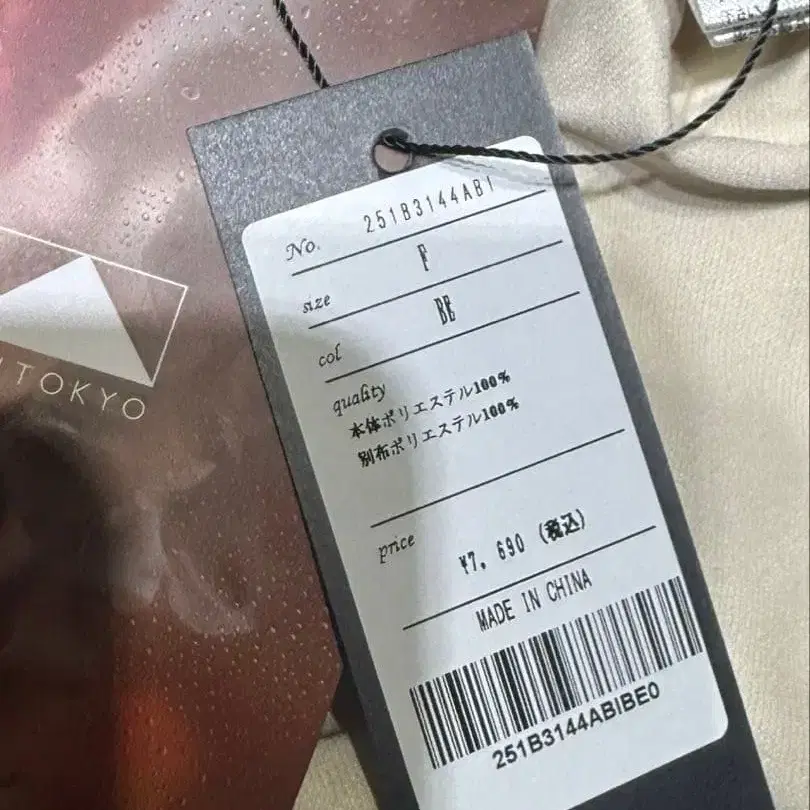 No. 251B3144ABI
size F
col BE
quality
本体ポリエステル100%
別布ポリエステル100%
price ¥7,690 (税込)
MADE IN CHINA
251B3144ABIBE0
TOKYO